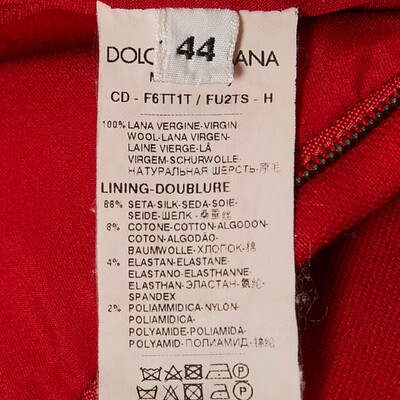 44
DOLC ANA
M y
CD - F6TT1T / FU2TS - H
100% LANA VERGINE-VIRGIN
WOOL-LANA VIRGEN-
LAINE VIERGE-LÃ
VIRGEM-SCHURWOLLE-
НАТУРАЛЬНАЯ ШЕРСТЬ-原毛
LINING-DOUBLURE
86% SETA-SILK-SEDA-SOIE-
SEIDE-ШЕЛК-桑蚕丝
8% COTONE-COTTON-ALGODON-
COTON-ALGODÃO-
BAUMWOLLE-ХЛОПОК-棉
4% ELASTAN-ELASTANE-
ELASTANO-ELASTHANNE
ELASTHAN-ЭЛАСТАН-氨纶-
SPANDEX
2% POLIAMMIDICA-NYLON-
POLIAMIDICA-
POLYAMIDE-POLIAMIDA-
POLYAMID-ПОЛИАМИД-锦纶
P